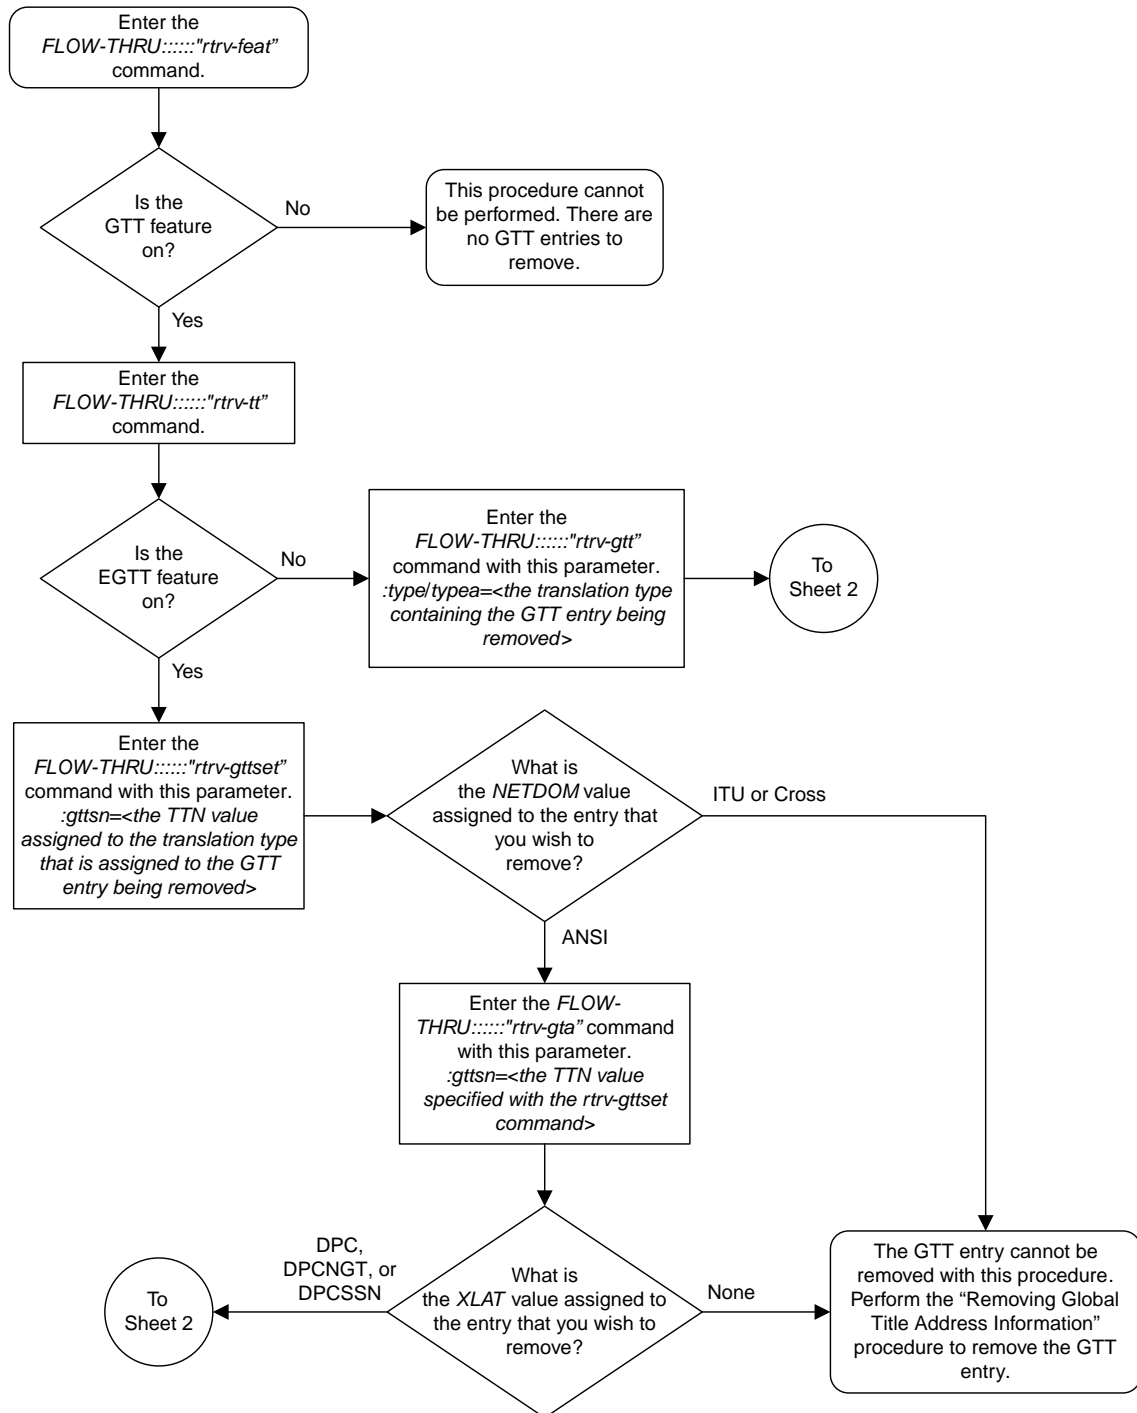 Enter the
FLOW-THRU::::::"rtrv-feat”
command.
Is the
GTT feature
on?
No
This procedure cannot
be performed. There are
no GTT entries to
remove.
Yes
Enter the
FLOW-THRU::::::"rtrv-tt”
command.
Is the
EGTT feature
on?
No
Enter the
FLOW-THRU::::::"rtrv-gtt”
command with this parameter.
:type/typea=<the translation type
containing the GTT entry being
removed>
To
Sheet 2
Yes
Enter the
FLOW-THRU::::::"rtrv-gttset”
command with this parameter.
:gttsn=<the TTN value
assigned to the translation type
that is assigned to the GTT
entry being removed>
What is
the NETDOM value
assigned to the entry that
you wish to
remove?
ITU or Cross
ANSI
Enter the FLOW-
THRU::::::"rtrv-gta” command
with this parameter.
:gttsn=<the TTN value
specified with the rtrv-gttset
command>
What is
the XLAT value assigned to
the entry that you wish to
remove?
DPC,
DPCNGT, or
DPCSSN
To
Sheet 2
None
The GTT entry cannot be
removed with this procedure.
Perform the “Removing Global
Title Address Information”
procedure to remove the GTT
entry.